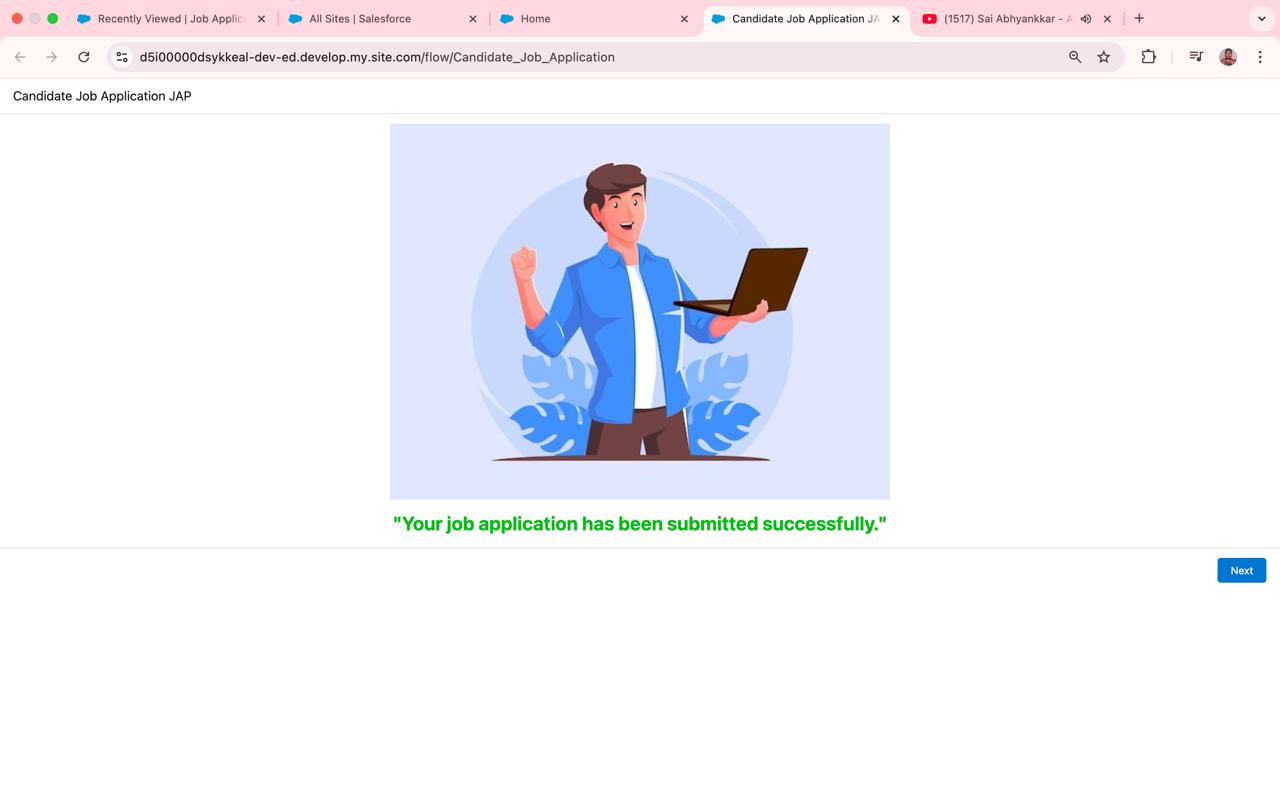 Recently Viewed | Job Applic
All Sites | Salesforce
Home
Candidate Job Application JA
(1517) Sai Abhyankkar - A
d5i00000dsykkeal-dev-ed.develop.my.site.com/flow/Candidate_Job_Application
Candidate Job Application JAP
"Your job application has been submitted successfully."
Next